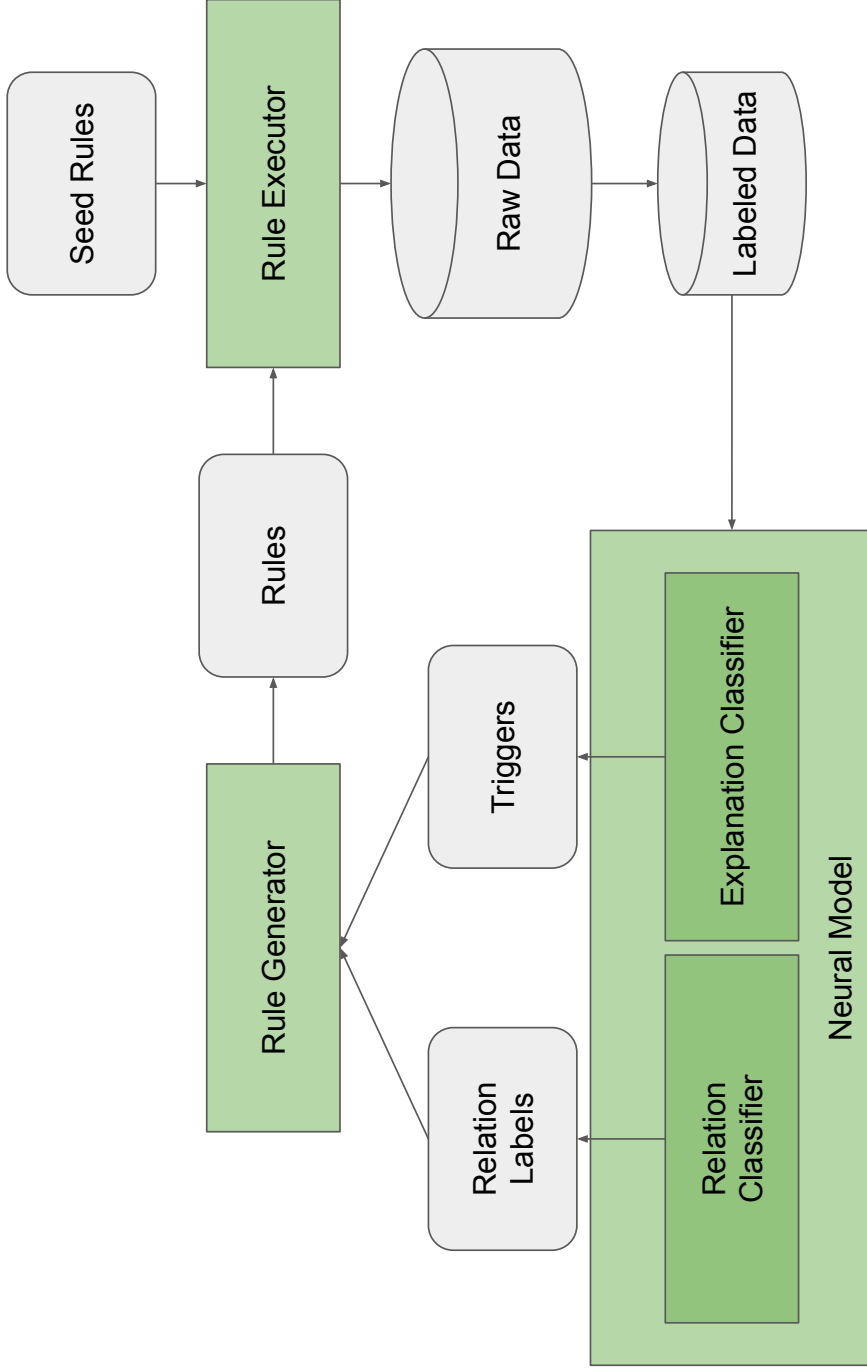 Seed Rules
Rule Executor
Raw Data
Labeled Data
Rules
Rule Generator
Triggers
Relation
Labels
Explanation Classifier
Relation
Classifier
Neural Model